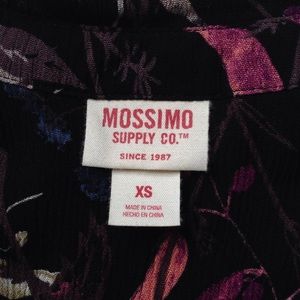 MOSSIMO
SUPPLY CO.™
SINCE 1987
XS
MADE IN CHINA
HECHO EN CHINA